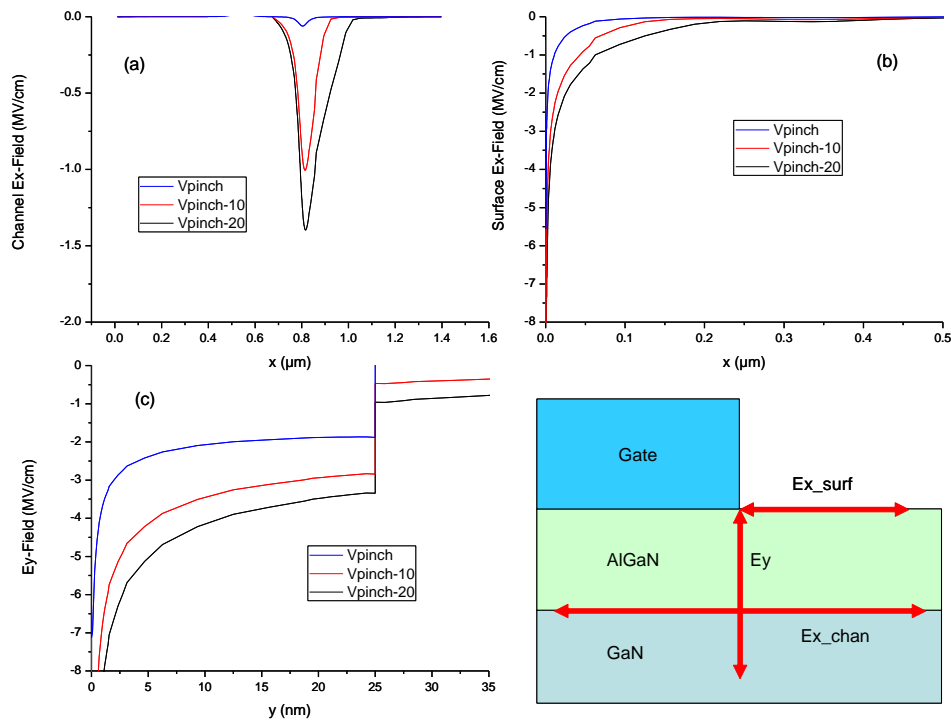 (a)
Channel Ex-Field (MV/cm)
0.0
-0.5
-1.0
-1.5
-2.0
Vpinch
Vpinch-10
Vpinch-20
0.0 0.2 0.4 0.6 0.8 1.0 1.2 1.4 1.6
x (µm)
(b)
Surface Ex-Field (MV/cm)
0
-1
-2
-3
-4
-5
-6
-7
-8
Vpinch
Vpinch-10
Vpinch-20
0.0 0.1 0.2 0.3 0.4 0.5
x (µm)
(c)
Ey-Field (MV/cm)
0
-1
-2
-3
-4
-5
-6
-7
-8
Vpinch
Vpinch-10
Vpinch-20
0 5 10 15 20 25 30 35
y (nm)
Gate
Ex_surf
AlGaN
Ey
Ex_chan
GaN